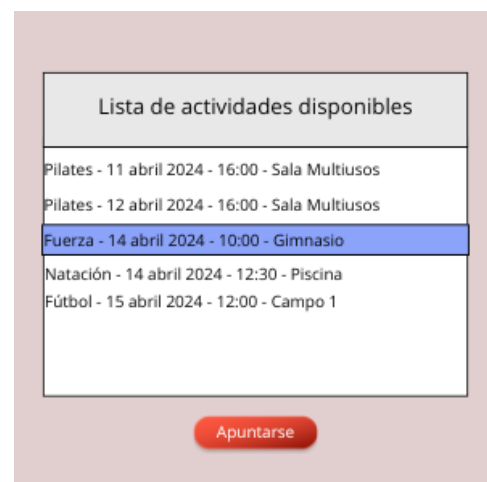 Lista de actividades disponibles
Pilates - 11 abril 2024 - 16:00 - Sala Multiusos
Pilates - 12 abril 2024 - 16:00 - Sala Multiusos
Fuerza - 14 abril 2024 - 10:00 - Gimnasio
Natación - 14 abril 2024 - 12:30 - Piscina
Fútbol - 15 abril 2024 - 12:00 - Campo 1
Apuntarse